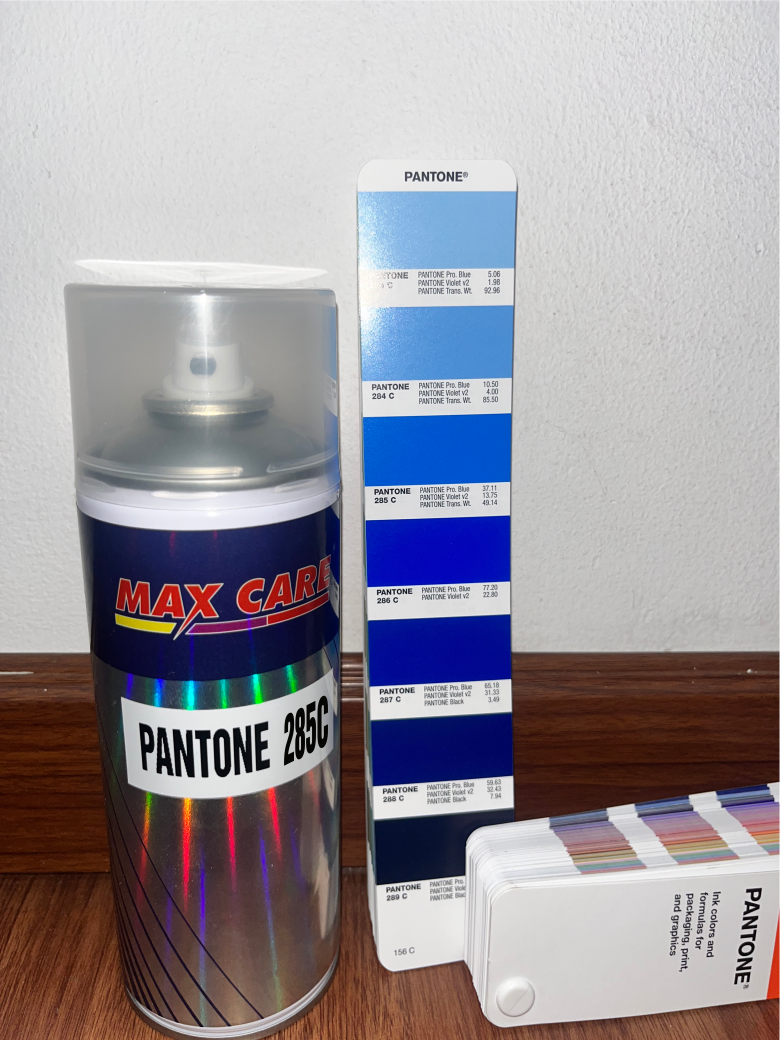 MAX CARE
PANTONE 285C
PANTONE®
PANTONE Pro. Blue 5.06
PANTONE Violet v2 1.98
PANTONE Trans. Wt. 92.96
PANTONE
284 C
PANTONE Pro. Blue 10.50
PANTONE Violet v2 4.00
PANTONE Trans. Wt. 85.50
PANTONE
285 C
PANTONE Pro. Blue 37.11
PANTONE Violet v2 13.75
PANTONE Trans. Wt. 49.14
PANTONE
286 C
PANTONE Pro. Blue 77.20
PANTONE Violet v2 22.80
PANTONE
287 C
PANTONE Pro. Blue 65.18
PANTONE Violet v2 31.33
PANTONE Black 3.49
PANTONE
288 C
PANTONE Pro. Blue 59.63
PANTONE Violet v2 32.43
PANTONE Black 7.94
PANTONE
289 C
PANTONE Pro.
PANTONE
PANTONE
156 C
PANTONE®
Ink colors and
formulas for
packaging, print,
and graphics